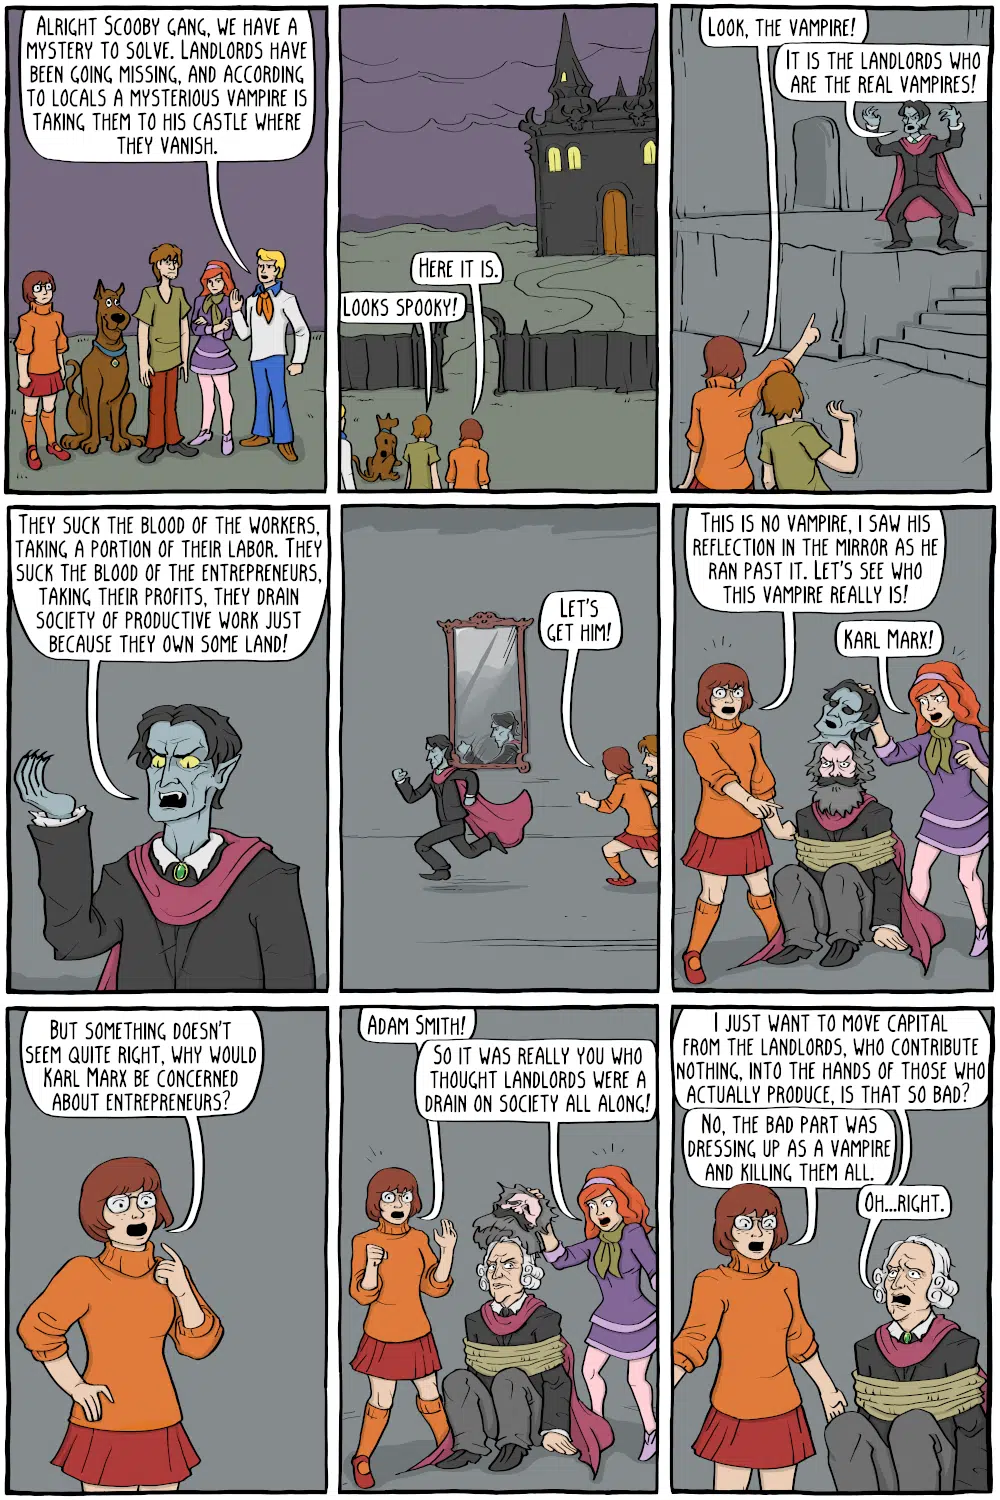 Alright Scooby gang, we have a
mystery to solve. Landlords have
been going missing, and according
to locals a mysterious vampire is
taking them to his castle where
they vanish.
Here it is.
Looks spooky!
Look, the vampire!
It is the landlords who
are the real vampires!
They suck the blood of the workers,
taking a portion of their labor. They
suck the blood of the entrepreneurs,
taking their profits, they drain
society of productive work just
because they own some land!
Let's
get him!
This is no vampire, I saw his
reflection in the mirror as he
ran past it. Let's see who
this vampire really is!
Karl Marx!
But something doesn't
seem quite right, why would
Karl Marx be concerned
about entrepreneurs?
Adam Smith!
So it was really you who
thought landlords were a
drain on society all along!
I just want to move capital
from the landlords, who contribute
nothing, into the hands of those who
actually produce, is that so bad?
No, the bad part was
dressing up as a vampire
and killing them all.
Oh...right.